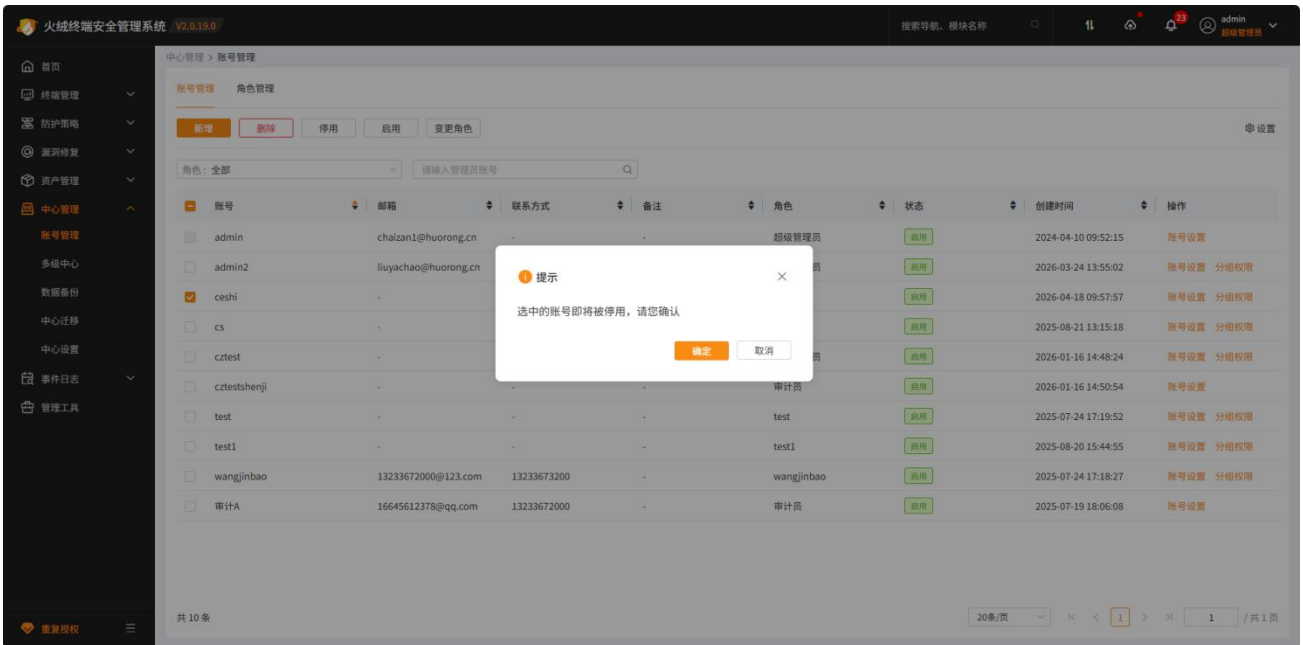 火绒终端安全管理系统 V2.0.19.0 搜索导航、模块名称 23 admin 超级管理员
中心管理 > 账号管理
首页
终端管理
防护策略
漏洞修复
资产管理
中心管理
账号管理
多级中心
数据备份
中心迁移
中心设置
事件日志
管理工具
重复授权
账号管理 角色管理
新增 删除 停用 启用 变更角色 设置
角色: 全部 请输入管理员账号
账号 邮箱 联系方式 备注 角色 状态 创建时间 操作
admin chaizan1@huorong.cn - - 超级管理员 启用 2024-04-10 09:52:15 账号设置
admin2 liuyachao@huorong.cn 员 启用 2026-03-24 13:55:02 账号设置 分组权限
ceshi - 启用 2026-04-18 09:57:57 账号设置 分组权限
cs - 启用 2025-08-21 13:15:18 账号设置 分组权限
cztest - 员 启用 2026-01-16 14:48:24 账号设置 分组权限
cztestshenji - - - 审计员 启用 2026-01-16 14:50:54 账号设置
test - - - test 启用 2025-07-24 17:19:52 账号设置 分组权限
test1 - - - test1 启用 2025-08-20 15:44:55 账号设置 分组权限
wangjinbao 13233672000@123.com 13233673200 - wangjinbao 启用 2025-07-24 17:18:27 账号设置 分组权限
审计A 16645612378@qq.com 13233672000 - 审计员 启用 2025-07-19 18:06:08 账号设置
提示
选中的账号即将被停用，请您确认
确定 取消
共 10 条 20条/页 1 1 / 共 1 页